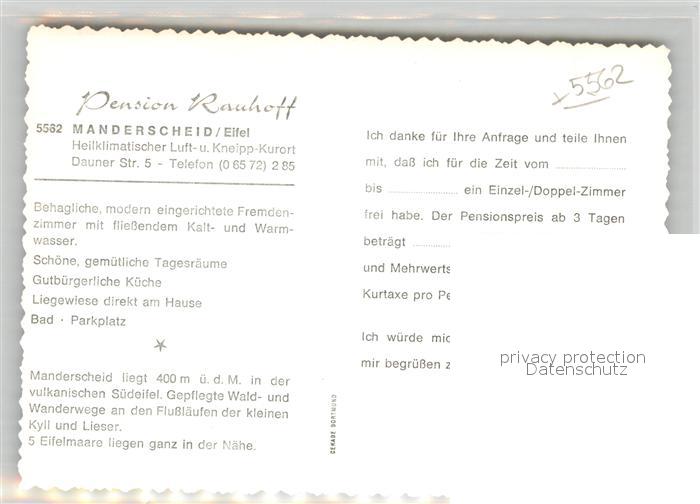 Pension Rauhoff
5562 MANDERSCHEID / Eifel
Heilklimatischer Luft- u. Kneipp-Kurort
Dauner Str. 5 - Telefon (0 65 72) 2 85
Behagliche, modern eingerichtete Fremden-
zimmer mit fließendem Kalt- und Warm-
wasser.
Schöne, gemütliche Tagesräume
Gutbürgerliche Küche
Liegewiese direkt am Hause
Bad · Parkplatz
Manderscheid liegt 400 m ü. d. M. in der
vulkanischen Südeifel. Gepflegte Wald- und
Wanderwege an den Flußläufen der kleinen
Kyll und Lieser.
5 Eifelmaare liegen ganz in der Nähe.
CEKADE DORTMUND
5562
Ich danke für Ihre Anfrage und teile Ihnen
mit, daß ich für die Zeit vom ....................
bis .................... ein Einzel-/Doppel-Zimmer
frei habe. Der Pensionspreis ab 3 Tagen
beträgt ............
und Mehrwerts
Kurtaxe pro Pe
Ich würde mic
mir begrüßen z
privacy protection
Datenschutz